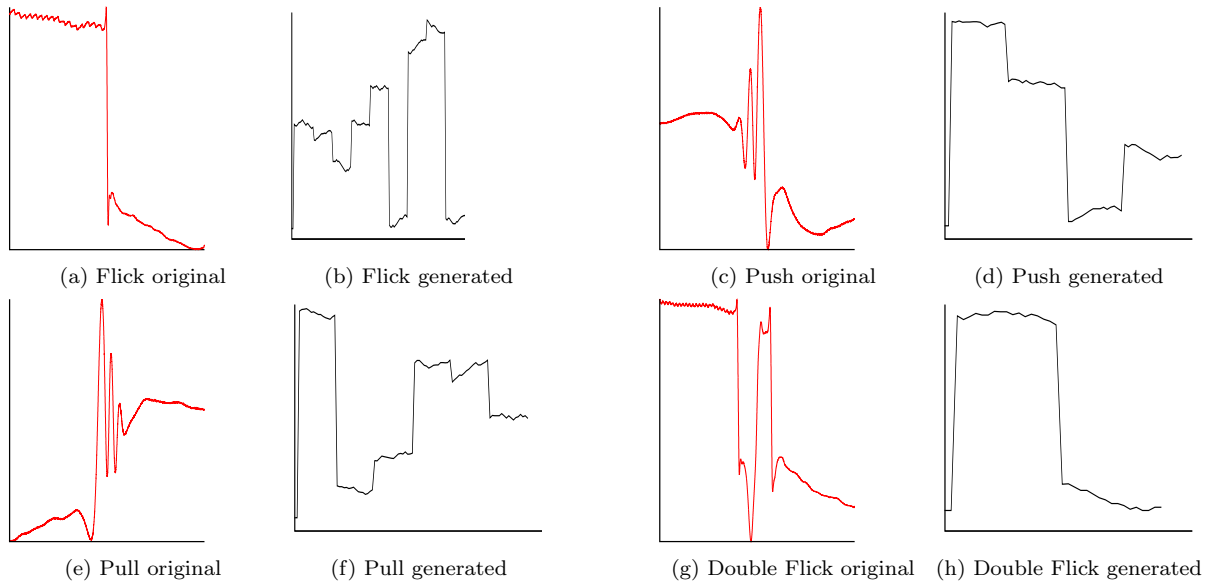 (a) Flick original
(b) Flick generated
(c) Push original
(d) Push generated
(e) Pull original
(f) Pull generated
(g) Double Flick original
(h) Double Flick generated